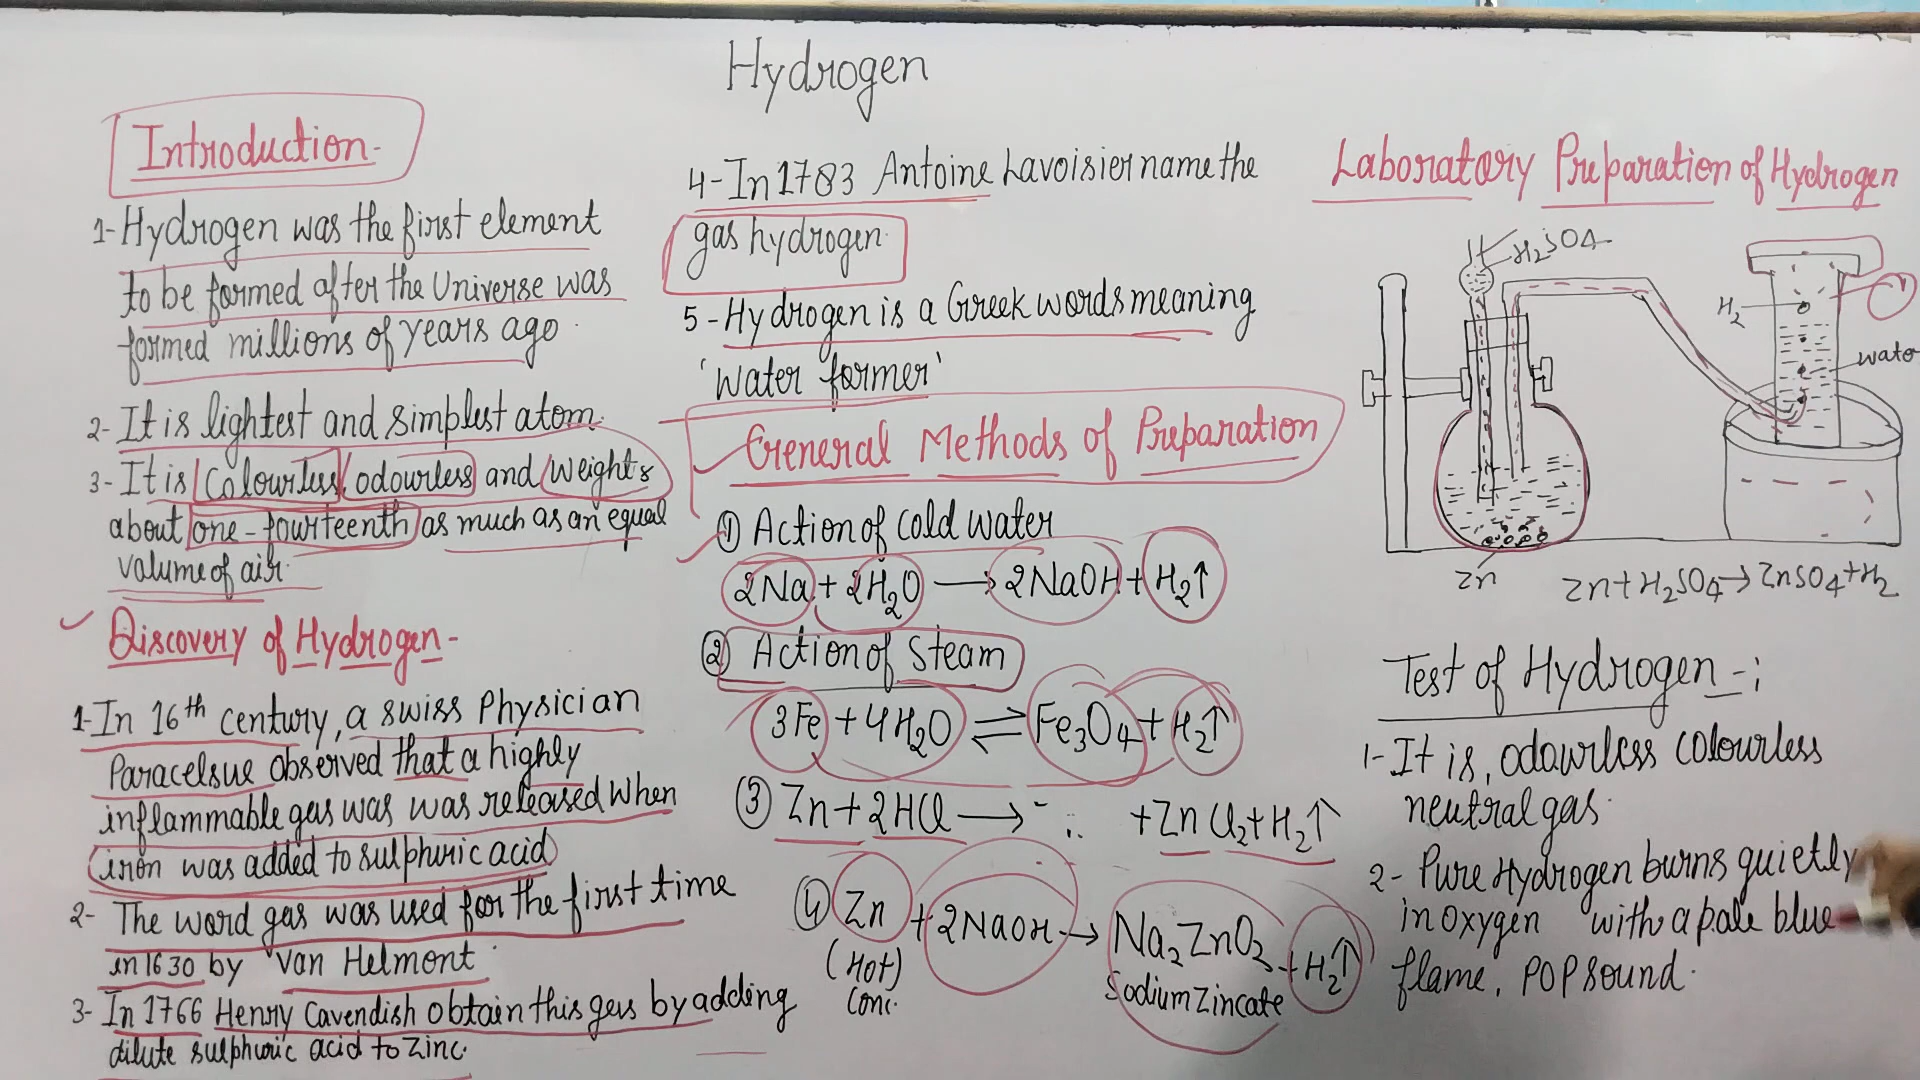 Hydrogen
Introduction-
1-Hydrogen was the first element
to be formed after the Universe was
formed millions of years ago.
2- It is lightest and simplest atom.
3- It is Colourless, odourless and weights
about one-fourteenth as much as an equal
volume of air.
Discovery of Hydrogen-
1-In 16th century, a swiss Physician
Paracelsue observed that a highly
inflammable gas was was released when
iron was added to sulphuric acid
2- The word gas was used for the first time
in 1630 by Van Helmont
3- In 1766 Henry Cavendish obtain this gas by adding
dilute sulphuric acid to zinc.
4-In 1783 Antoine Lavoisier name the
gas hydrogen.
5-Hydrogen is a Greek words meaning
'water former'
General Methods of Preparation
① Action of cold water
2Na + 2H2O → 2NaOH + H2↑
② Action of Steam
3Fe + 4H2O ⇌ Fe3O4 + H2↑
③ Zn + 2HCl → + ZnCl2 + H2↑
④ Zn + 2NaOH → Na2ZnO2 + H2↑
(Hot)
Conc.
Sodium Zincate
Laboratory Preparation of Hydrogen
H2SO4
H2
water
Zn
Zn + H2SO4 → ZnSO4 + H2
Test of Hydrogen -:
1- It is, odourless colourless
neutral gas.
2- Pure Hydrogen burns quietly
in oxygen with a pale blue
flame, POP sound.